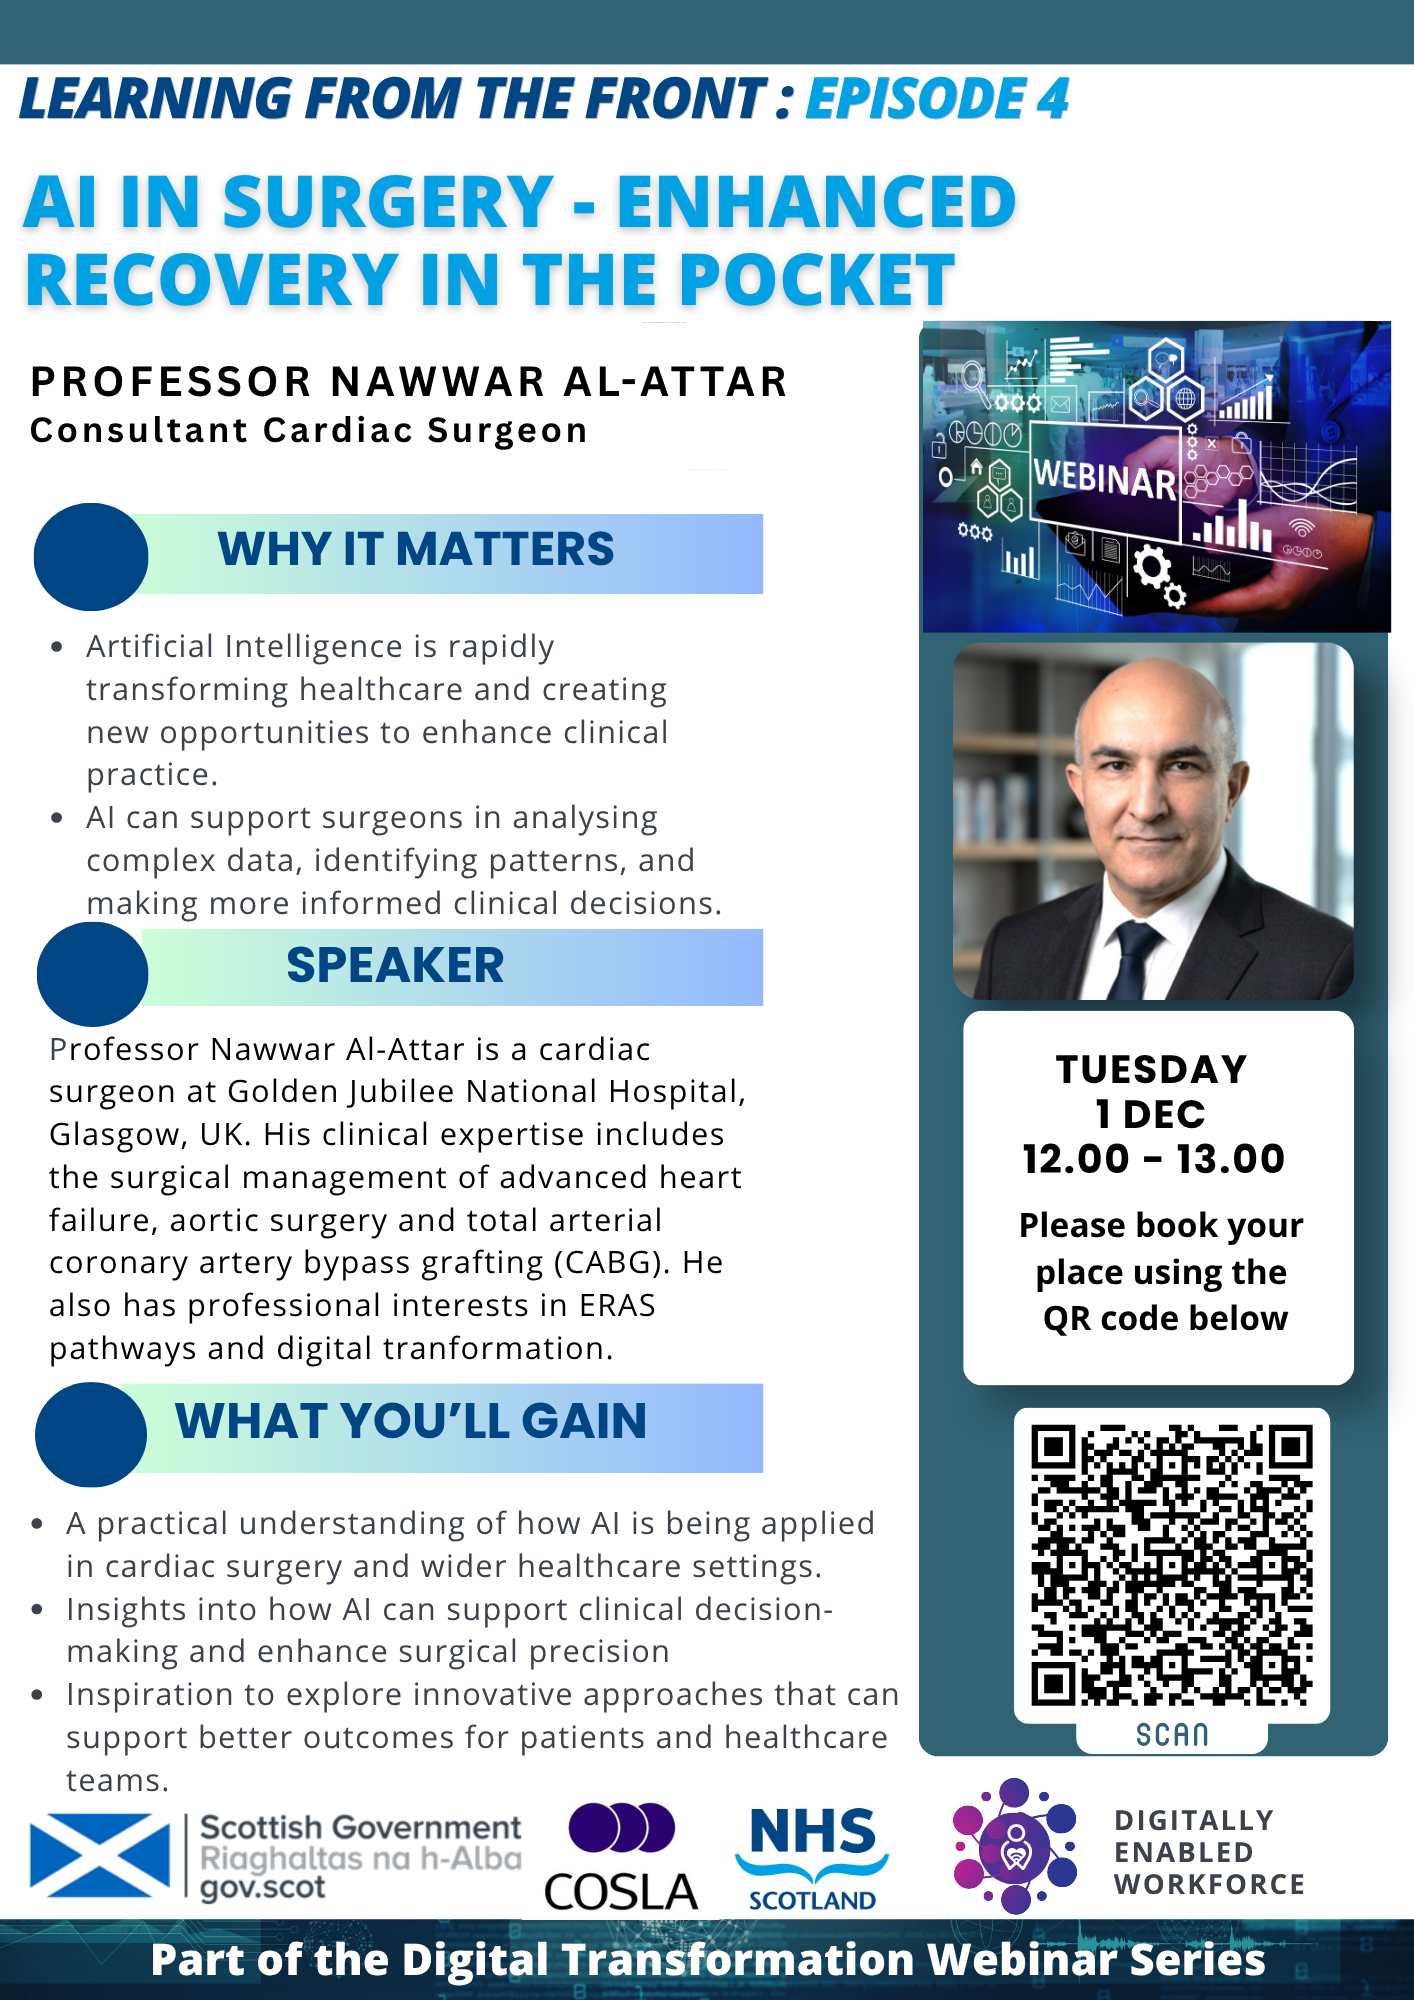 LEARNING FROM THE FRONT : EPISODE 4
AI IN SURGERY - ENHANCED
RECOVERY IN THE POCKET
PROFESSOR NAWWAR AL-ATTAR
Consultant Cardiac Surgeon
WEBINAR
WHY IT MATTERS
• Artificial Intelligence is rapidly
transforming healthcare and creating
new opportunities to enhance clinical
practice.
• AI can support surgeons in analysing
complex data, identifying patterns, and
making more informed clinical decisions.
SPEAKER
Professor Nawwar Al-Attar is a cardiac
surgeon at Golden Jubilee National Hospital,
Glasgow, UK. His clinical expertise includes
the surgical management of advanced heart
failure, aortic surgery and total arterial
coronary artery bypass grafting (CABG). He
also has professional interests in ERAS
pathways and digital tranformation.
WHAT YOU’LL GAIN
• A practical understanding of how AI is being applied
in cardiac surgery and wider healthcare settings.
• Insights into how AI can support clinical decision-
making and enhance surgical precision
• Inspiration to explore innovative approaches that can
support better outcomes for patients and healthcare
teams.
TUESDAY
1 DEC
12.00 – 13.00
Please book your
place using the
QR code below
SCAN
Scottish Government
Riaghaltas na h-Alba
gov.scot
COSLA
NHS
SCOTLAND
DIGITALLY
ENABLED
WORKFORCE
Part of the Digital Transformation Webinar Series